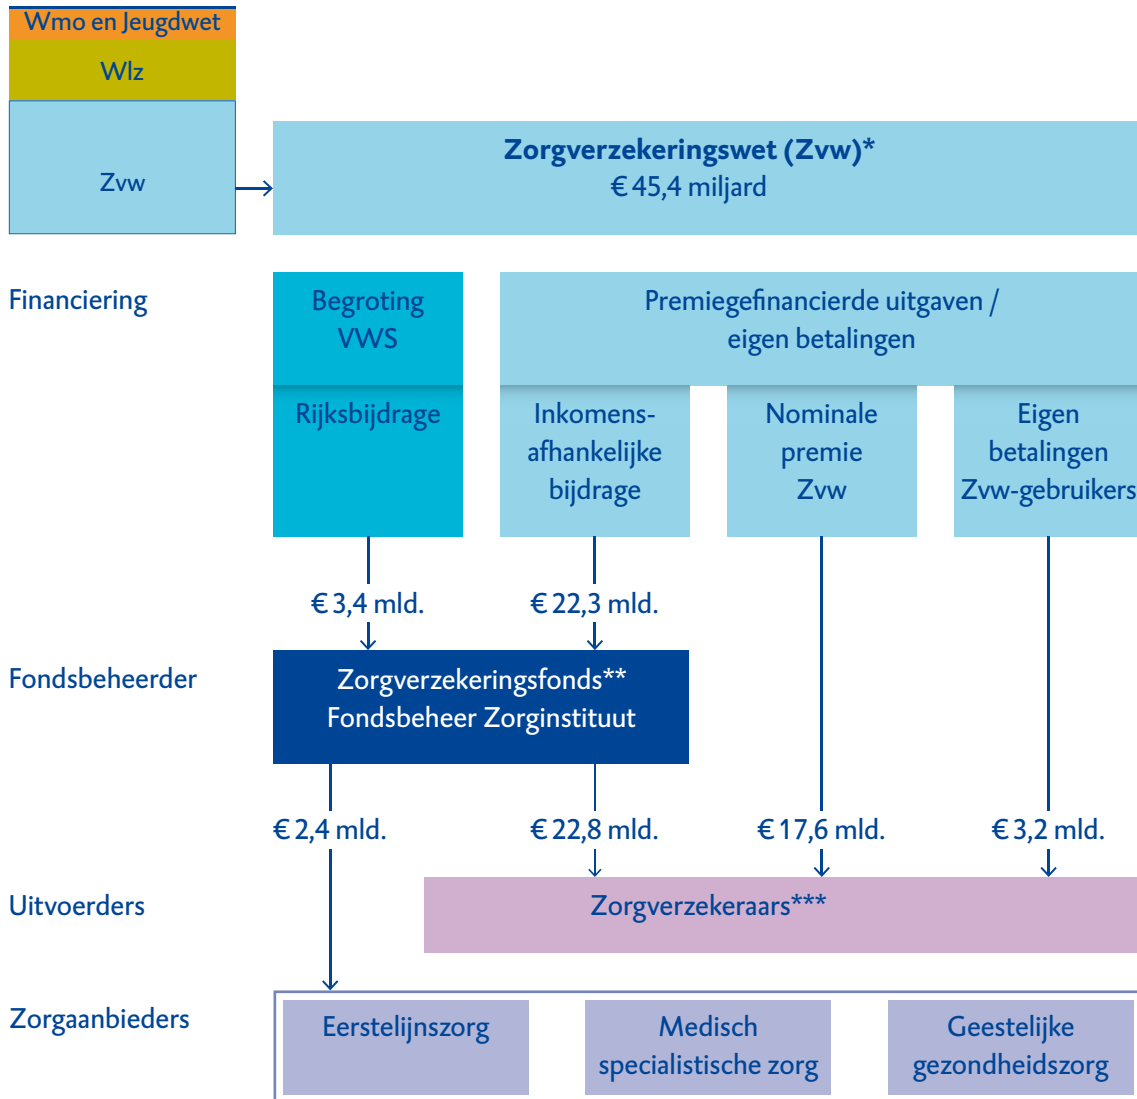 Wmo en Jeugdwet
Wlz
Zvw
Zorgverzekeringswet (Zvw)*
€ 45,4 miljard
Financiering
Begroting
VWS
Premiegefinancierde uitgaven /
eigen betalingen
Rijksbijdrage
Inkomens-
afhankelijke
bijdrage
Nominale
premie
Zvw
Eigen
betalingen
Zvw-gebruikers
€ 3,4 mld.
€ 22,3 mld.
Fondsbeheerder
Zorgverzekeringsfonds**
Fondsbeheer Zorginstituut
€ 2,4 mld.
€ 22,8 mld.
€ 17,6 mld.
€ 3,2 mld.
Uitvoerders
Zorgverzekeraars***
Zorgaanbieders
Eerstelijnszorg
Medisch
specialistische zorg
Geestelijke
gezondheidszorg